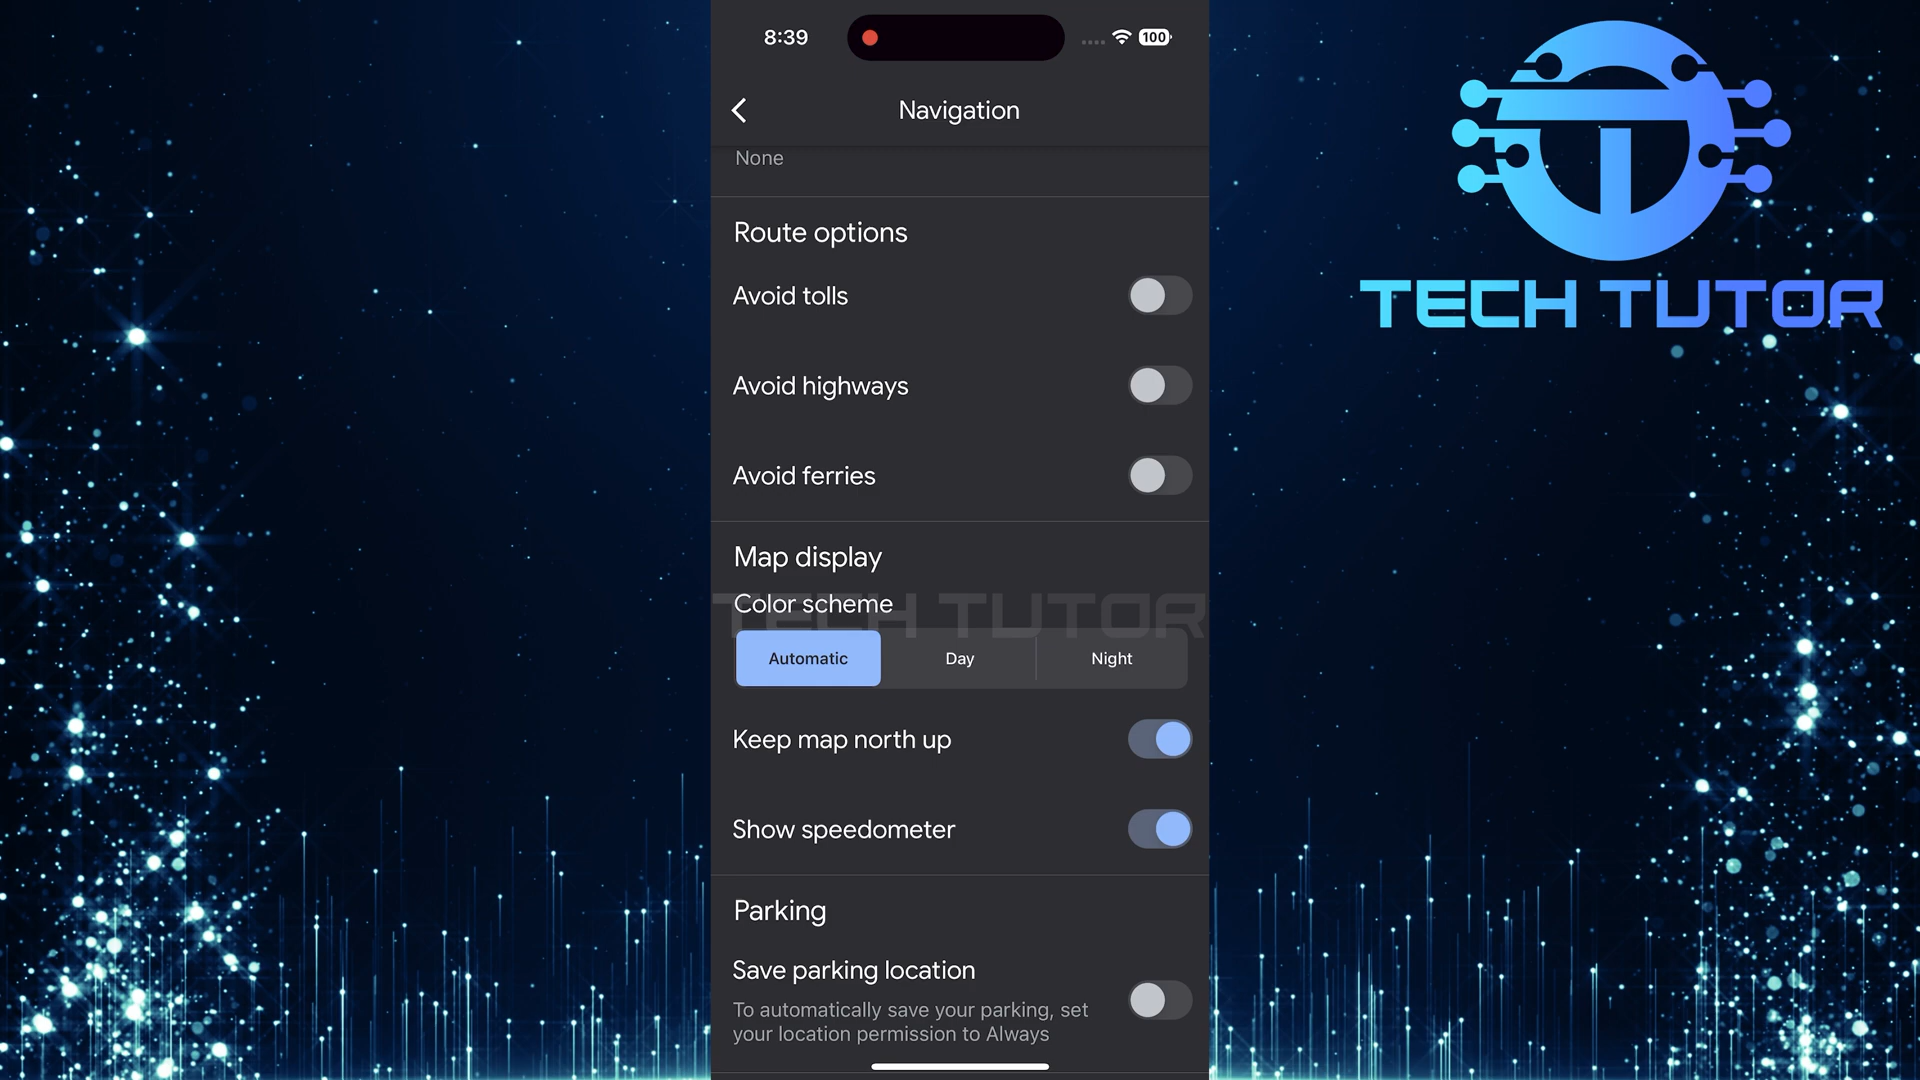 8:39
100
Navigation
None
Route options
Avoid tolls
Avoid highways
Avoid ferries
Map display
Color scheme
TECH TUTOR
Automatic
Day
Night
Keep map north up
Show speedometer
Parking
Save parking location
To automatically save your parking, set
your location permission to Always
TECH TUTOR